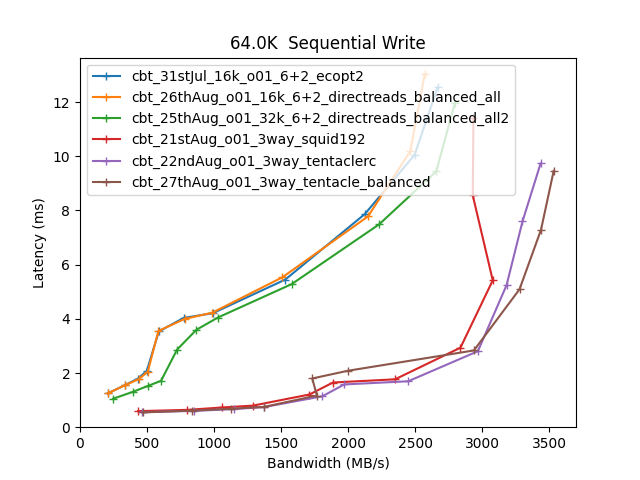 64.0K  Sequential Write
cbt_31stJul_16k_o01_6+2_ecopt2
cbt_26thAug_o01_16k_6+2_directreads_balanced_all
cbt_25thAug_o01_32k_6+2_directreads_balanced_all2
cbt_21stAug_o01_3way_squid192
cbt_22ndAug_o01_3way_tentaclerc
cbt_27thAug_o01_3way_tentacle_balanced
12
10
8
6
4
2
0
Latency (ms)
0 500 1000 1500 2000 2500 3000 3500
Bandwidth (MB/s)